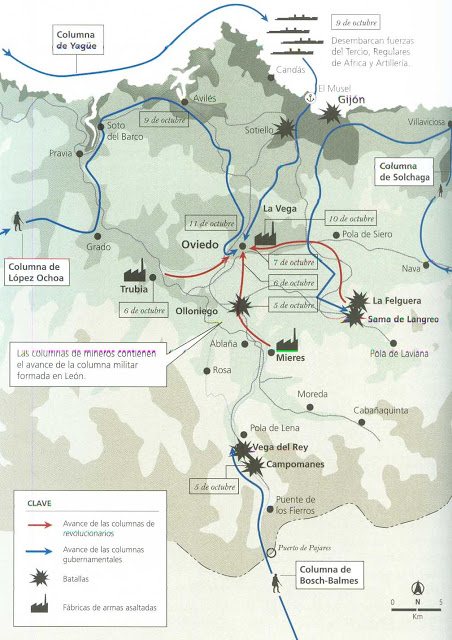 Columna
de Yagüe
9 de octubre
Desembarcan fuerzas
del Tercio, Regulares
de Africa y Artillería.
Candás
El Musel
Gijón
Avilés
9 de octubre
Soto
del Barco
Sotiello
Villaviciosa
Pravia
Columna
de Solchaga
La Vega
11 de octubre
10 de octubre
Oviedo
Pola de Siero
Grado
Nava
7 de octubre
Columna de
López Ochoa
Trubia
6 de octubre
6 de octubre
5 de octubre
La Felguera
Olloniego
Sama de Langreo
Las columnas de mineros contienen
el avance de la columna militar
formada en León.
Ablaña
Mieres
Pola de Laviana
Rosa
Moreda
Cabañaquinta
Pola de Lena
Vega del Rey
Campomanes
5 de octubre
Puente de
los Fierros
CLAVE
Avance de las columnas de
revolucionarios
Avance de las columnas
gubernamentales
Batallas
Fábricas de armas asaltadas
Puerto de Pajares
Columna de
Bosch-Balmes
N
0 5
Km